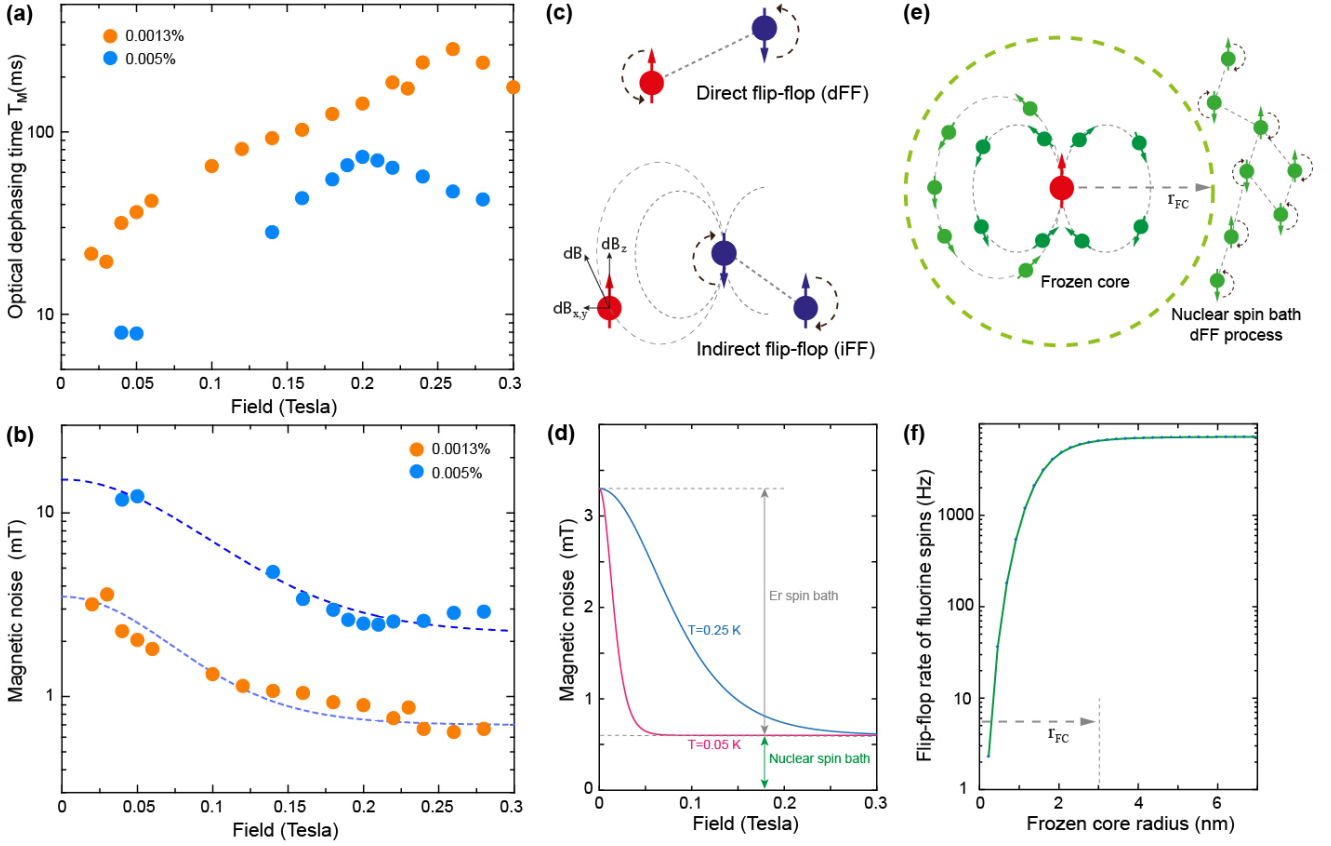 (a)
0.0013%
0.005%
Optical dephasing time T_M(ms)
100
10
0
0.05
0.1
0.15
0.2
0.25
0.3
Field (Tesla)
(b)
0.0013%
0.005%
Magnetic noise (mT)
10
1
0
0.05
0.1
0.15
0.2
0.25
0.3
Field (Tesla)
(c)
Direct flip-flop (dFF)
dB
dB_z
dB_x,y
Indirect flip-flop (iFF)
(d)
Magnetic noise (mT)
3
2
1
0
Er spin bath
T=0.25 K
T=0.05 K
Nuclear spin bath
0
0.1
0.2
0.3
Field (Tesla)
(e)
r_FC
Frozen core
Nuclear spin bath
dFF process
(f)
Flip-flop rate of fluorine spins (Hz)
1000
100
10
1
r_FC
0
2
4
6
Frozen core radius (nm)